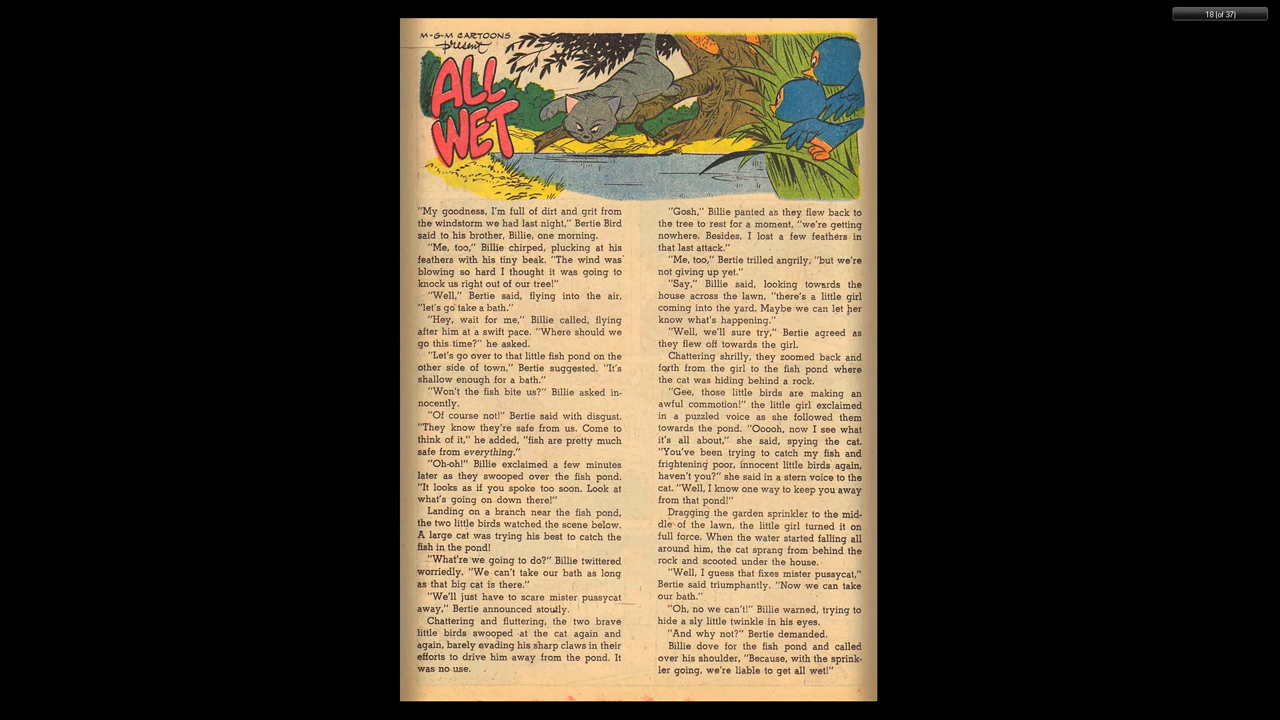 18 (of 37)
M-G-M CARTOONS
present
ALL
WET
"My goodness, I'm full of dirt and grit from
the windstorm we had last night," Bertie Bird
said to his brother, Billie, one morning.
"Me, too," Billie chirped, plucking at his
feathers with his tiny beak. "The wind was
blowing so hard I thought it was going to
knock us right out of our tree!"
"Well," Bertie said, flying into the air,
"let's go take a bath."
"Hey, wait for me," Billie called, flying
after him at a swift pace. "Where should we
go this time?" he asked.
"Let's go over to that little fish pond on the
other side of town," Bertie suggested. "It's
shallow enough for a bath."
"Won't the fish bite us?" Billie asked in-
nocently.
"Of course not!" Bertie said with disgust.
"They know they're safe from us. Come to
think of it," he added, "fish are pretty much
safe from everything."
"Oh-oh!" Billie exclaimed a few minutes
later as they swooped over the fish pond.
"It looks as if you spoke too soon. Look at
what's going on down there!"
Landing on a branch near the fish pond,
the two little birds watched the scene below.
A large cat was trying his best to catch the
fish in the pond!
"What're we going to do?" Billie twittered
worriedly. "We can't take our bath as long
as that big cat is there."
"We'll just have to scare mister pussycat
away," Bertie announced stoutly.
Chattering and fluttering, the two brave
little birds swooped at the cat again and
again, barely evading his sharp claws in their
efforts to drive him away from the pond. It
was no use.
"Gosh," Billie panted as they flew back to
the tree to rest for a moment, "we're getting
nowhere. Besides, I lost a few feathers in
that last attack."
"Me, too," Bertie trilled angrily, "but we're
not giving up yet."
"Say," Billie said, looking towards the
house across the lawn, "there's a little girl
coming into the yard. Maybe we can let her
know what's happening."
"Well, we'll sure try," Bertie agreed as
they flew off towards the girl.
Chattering shrilly, they zoomed back and
forth from the girl to the fish pond where
the cat was hiding behind a rock.
"Gee, those little birds are making an
awful commotion!" the little girl exclaimed
in a puzzled voice as she followed them
towards the pond. "Ooooh, now I see what
it's all about," she said, spying the cat.
"You've been trying to catch my fish and
frightening poor, innocent little birds again,
haven't you?" she said in a stern voice to the
cat. "Well, I know one way to keep you away
from that pond!"
Dragging the garden sprinkler to the mid-
dle of the lawn, the little girl turned it on
full force. When the water started falling all
around him, the cat sprang from behind the
rock and scooted under the house.
"Well, I guess that fixes mister pussycat,"
Bertie said triumphantly. "Now we can take
our bath."
"Oh, no we can't!" Billie warned, trying to
hide a sly little twinkle in his eyes.
"And why not?" Bertie demanded.
Billie dove for the fish pond and called
over his shoulder, "Because, with the sprink-
ler going, we're liable to get all wet!"